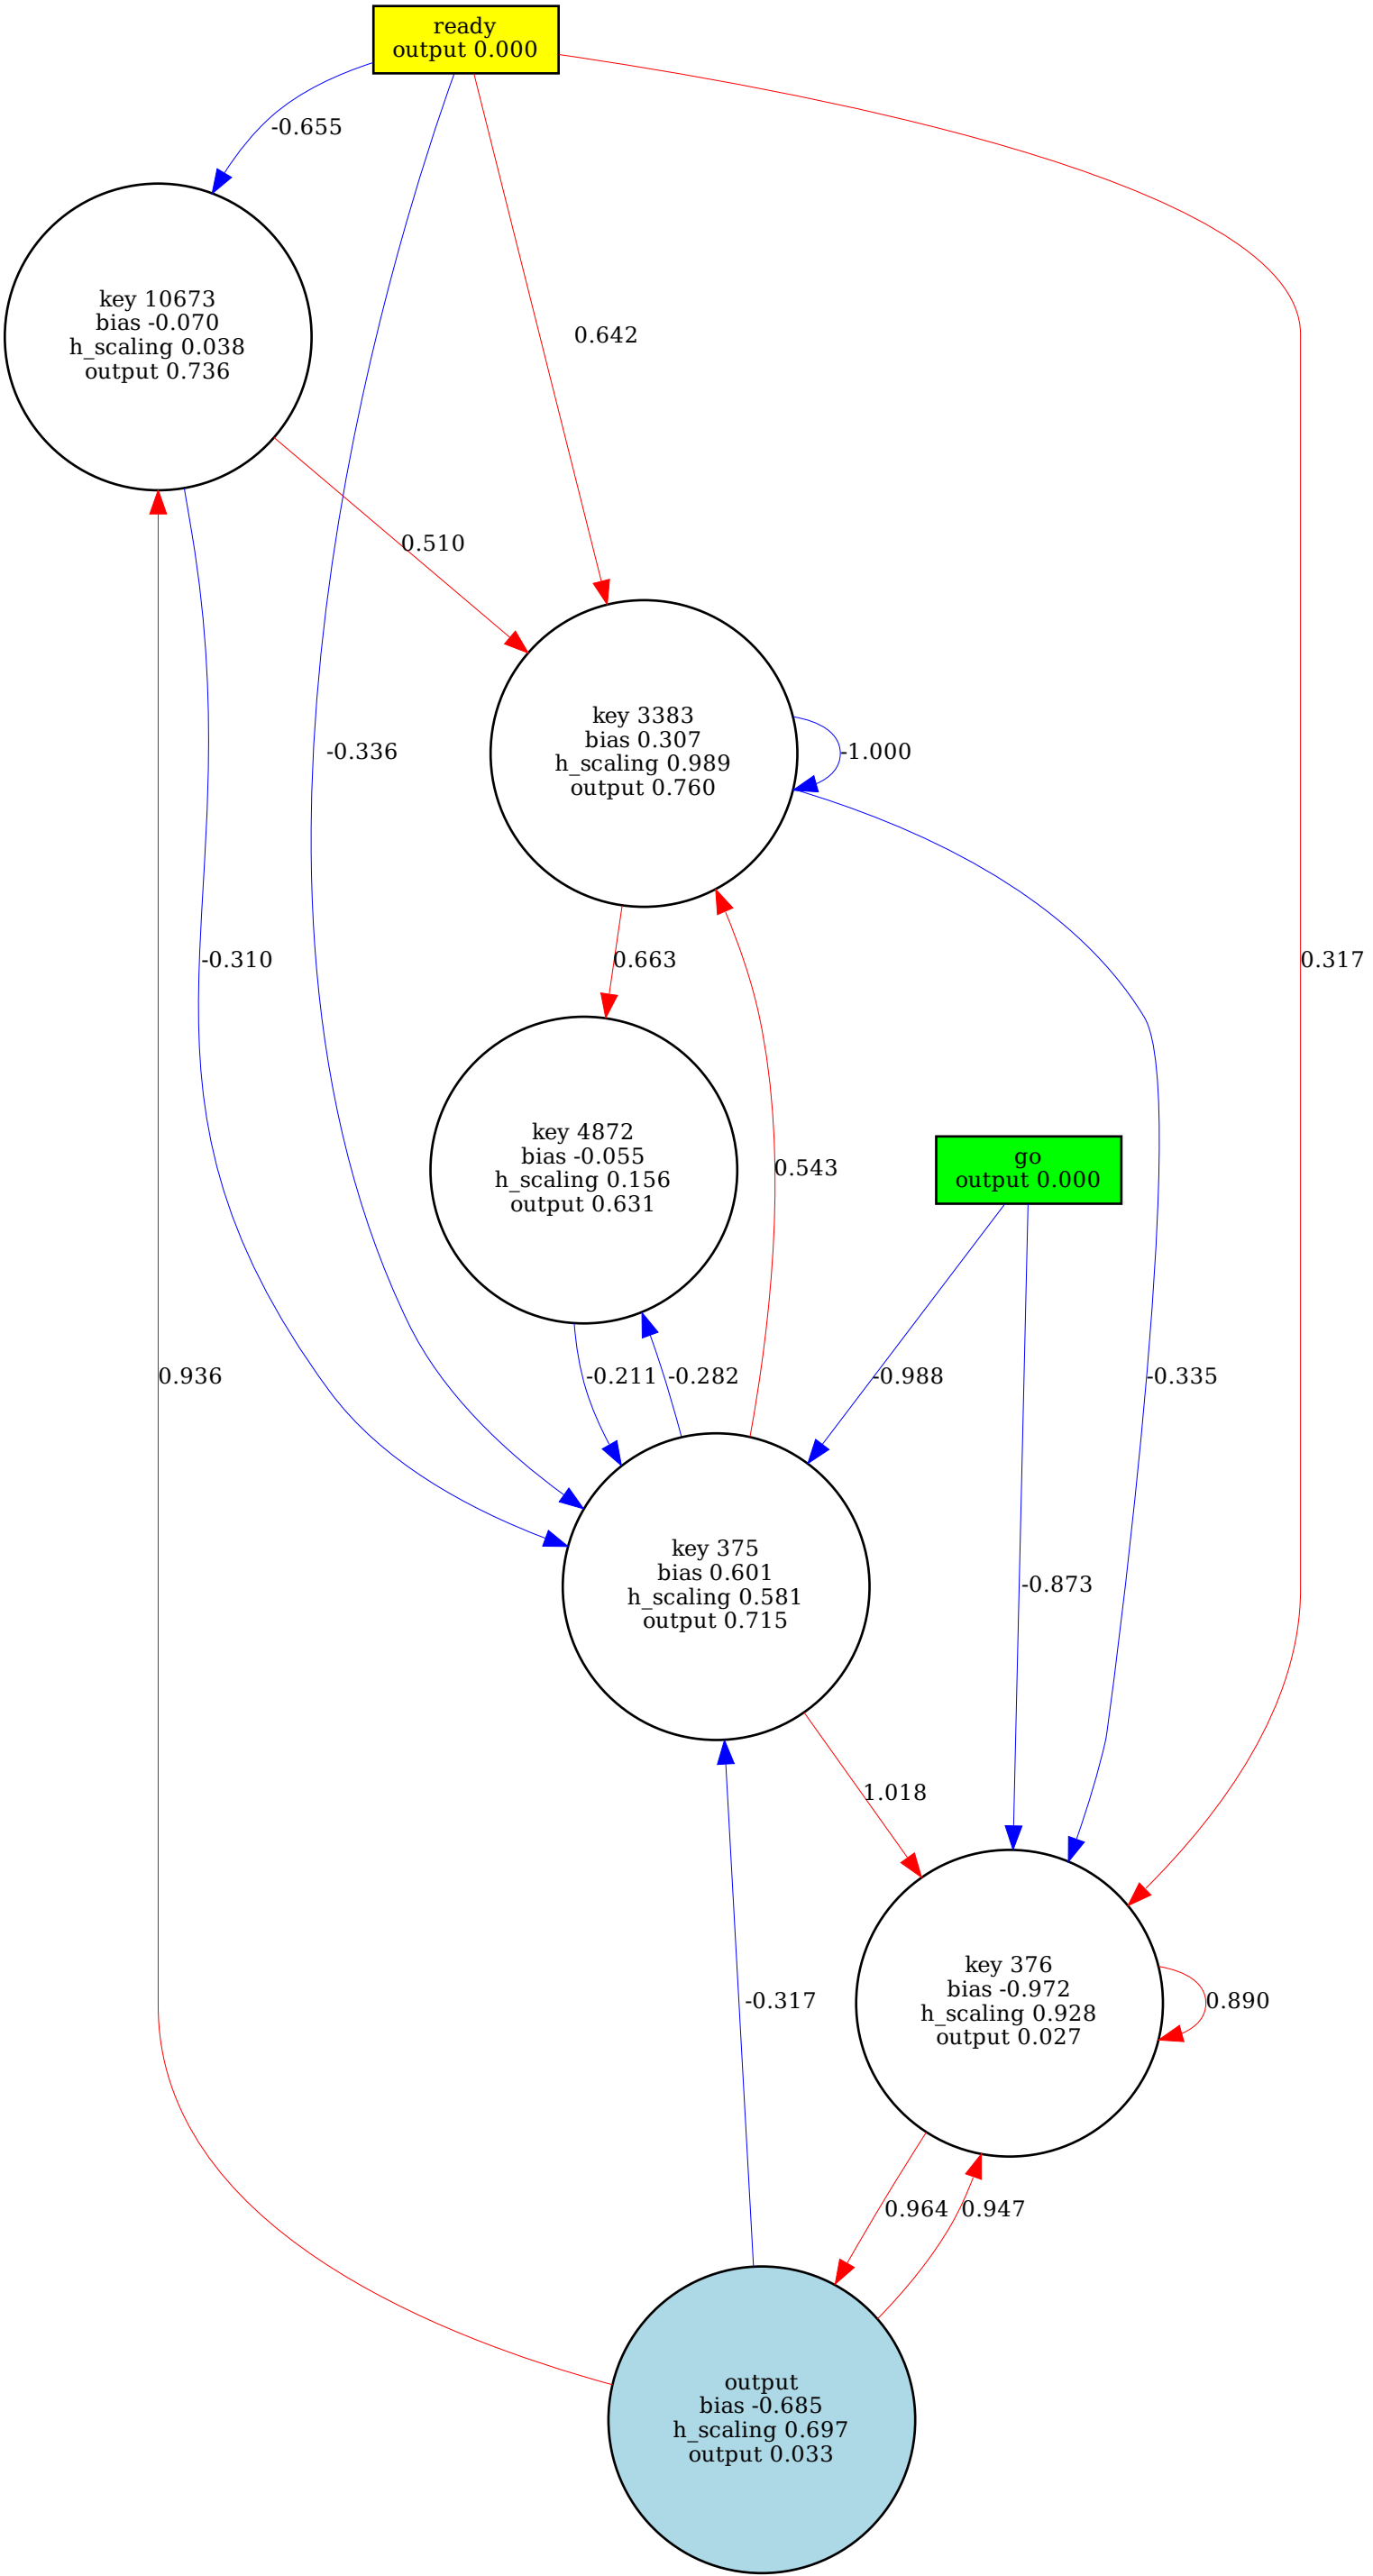 ready
output 0.000
-0.655
key 10673
bias -0.070
h_scaling 0.038
output 0.736
0.642
0.510
key 3383
bias 0.307
h_scaling 0.989
output 0.760
-0.336
-1.000
-0.310
0.663
0.317
key 4872
bias -0.055
h_scaling 0.156
output 0.631
0.543
go
output 0.000
0.936
-0.211
-0.282
-0.988
-0.335
key 375
bias 0.601
h_scaling 0.581
output 0.715
-0.873
1.018
key 376
bias -0.972
h_scaling 0.928
output 0.027
-0.317
0.890
0.964
0.947
output
bias -0.685
h_scaling 0.697
output 0.033